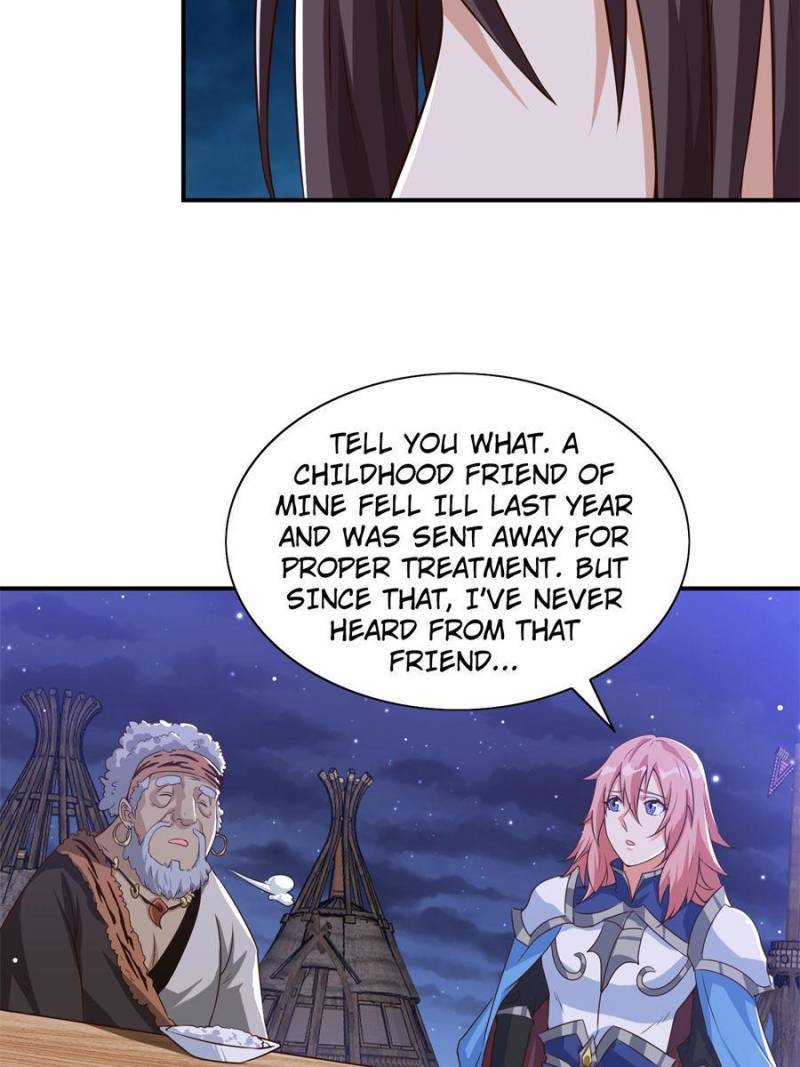 TELL YOU WHAT. A
CHILDHOOD FRIEND OF
MINE FELL ILL LAST YEAR
AND WAS SENT AWAY FOR
PROPER TREATMENT. BUT
SINCE THAT, I'VE NEVER
HEARD FROM THAT
FRIEND...